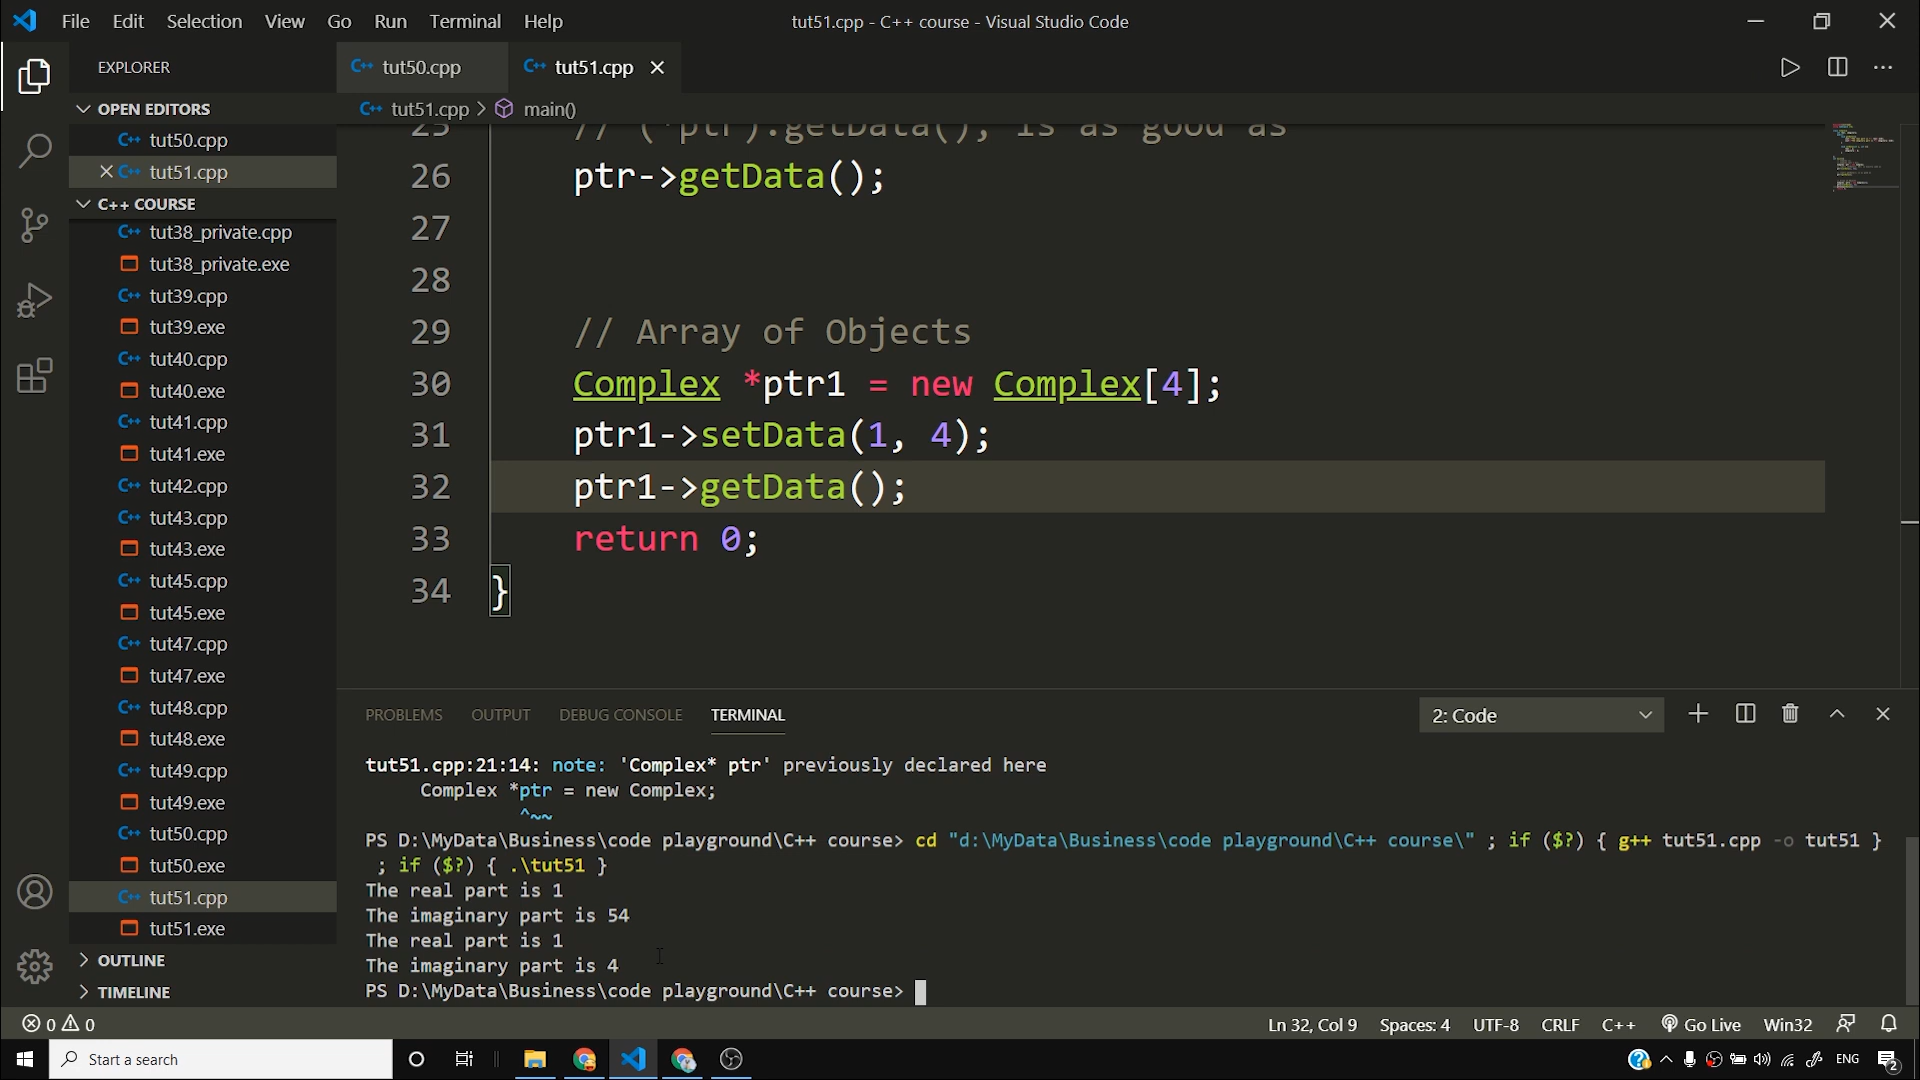 File Edit Selection View Go Run Terminal Help
tut51.cpp - C++ course - Visual Studio Code
EXPLORER
OPEN EDITORS
tut50.cpp
tut51.cpp
C++ COURSE
tut38_private.cpp
tut38_private.exe
tut39.cpp
tut39.exe
tut40.cpp
tut40.exe
tut41.cpp
tut41.exe
tut42.cpp
tut43.cpp
tut43.exe
tut45.cpp
tut45.exe
tut47.cpp
tut47.exe
tut48.cpp
tut48.exe
tut49.cpp
tut49.exe
tut50.cpp
tut50.exe
tut51.cpp
tut51.exe
OUTLINE
TIMELINE
tut50.cpp
tut51.cpp
tut51.cpp > main()
25 // (*ptr).getData(); is as good as
26 ptr->getData();
27
28
29 // Array of Objects
30 Complex *ptr1 = new Complex[4];
31 ptr1->setData(1, 4);
32 ptr1->getData();
33 return 0;
34 }
PROBLEMS OUTPUT DEBUG CONSOLE TERMINAL
2: Code
tut51.cpp:21:14: note: 'Complex* ptr' previously declared here
Complex *ptr = new Complex;
^~~
PS D:\MyData\Business\code playground\C++ course> cd "d:\MyData\Business\code playground\C++ course\" ; if ($?) { g++ tut51.cpp -o tut51 }
; if ($?) { .\tut51 }
The real part is 1
The imaginary part is 54
The real part is 1
The imaginary part is 4
PS D:\MyData\Business\code playground\C++ course>
0 0
Ln 32, Col 9 Spaces: 4 UTF-8 CRLF C++ Go Live Win32
Start a search
ENG
2